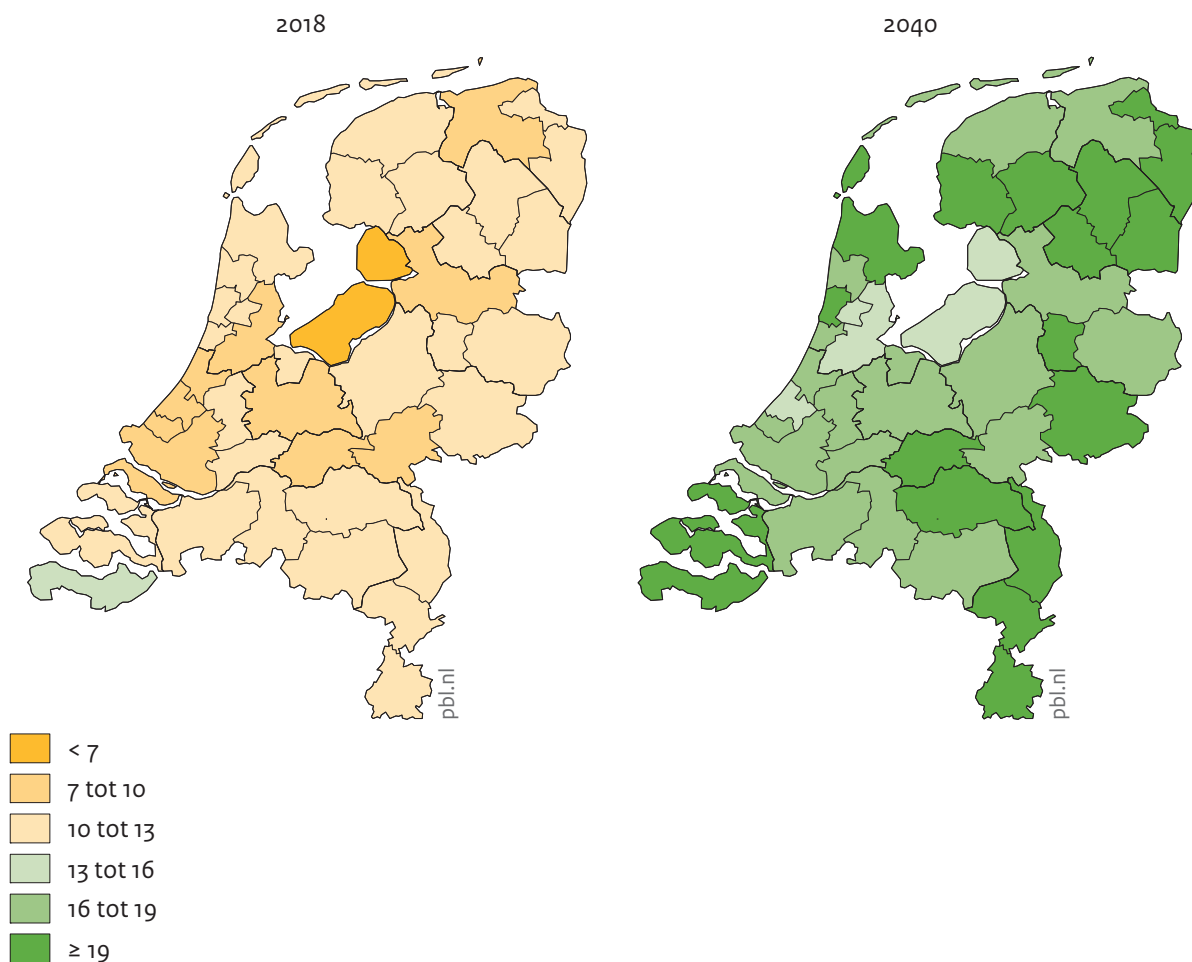 2018
2040
pbl.nl
pbl.nl
< 7
7 tot 10
10 tot 13
13 tot 16
16 tot 19
≥ 19